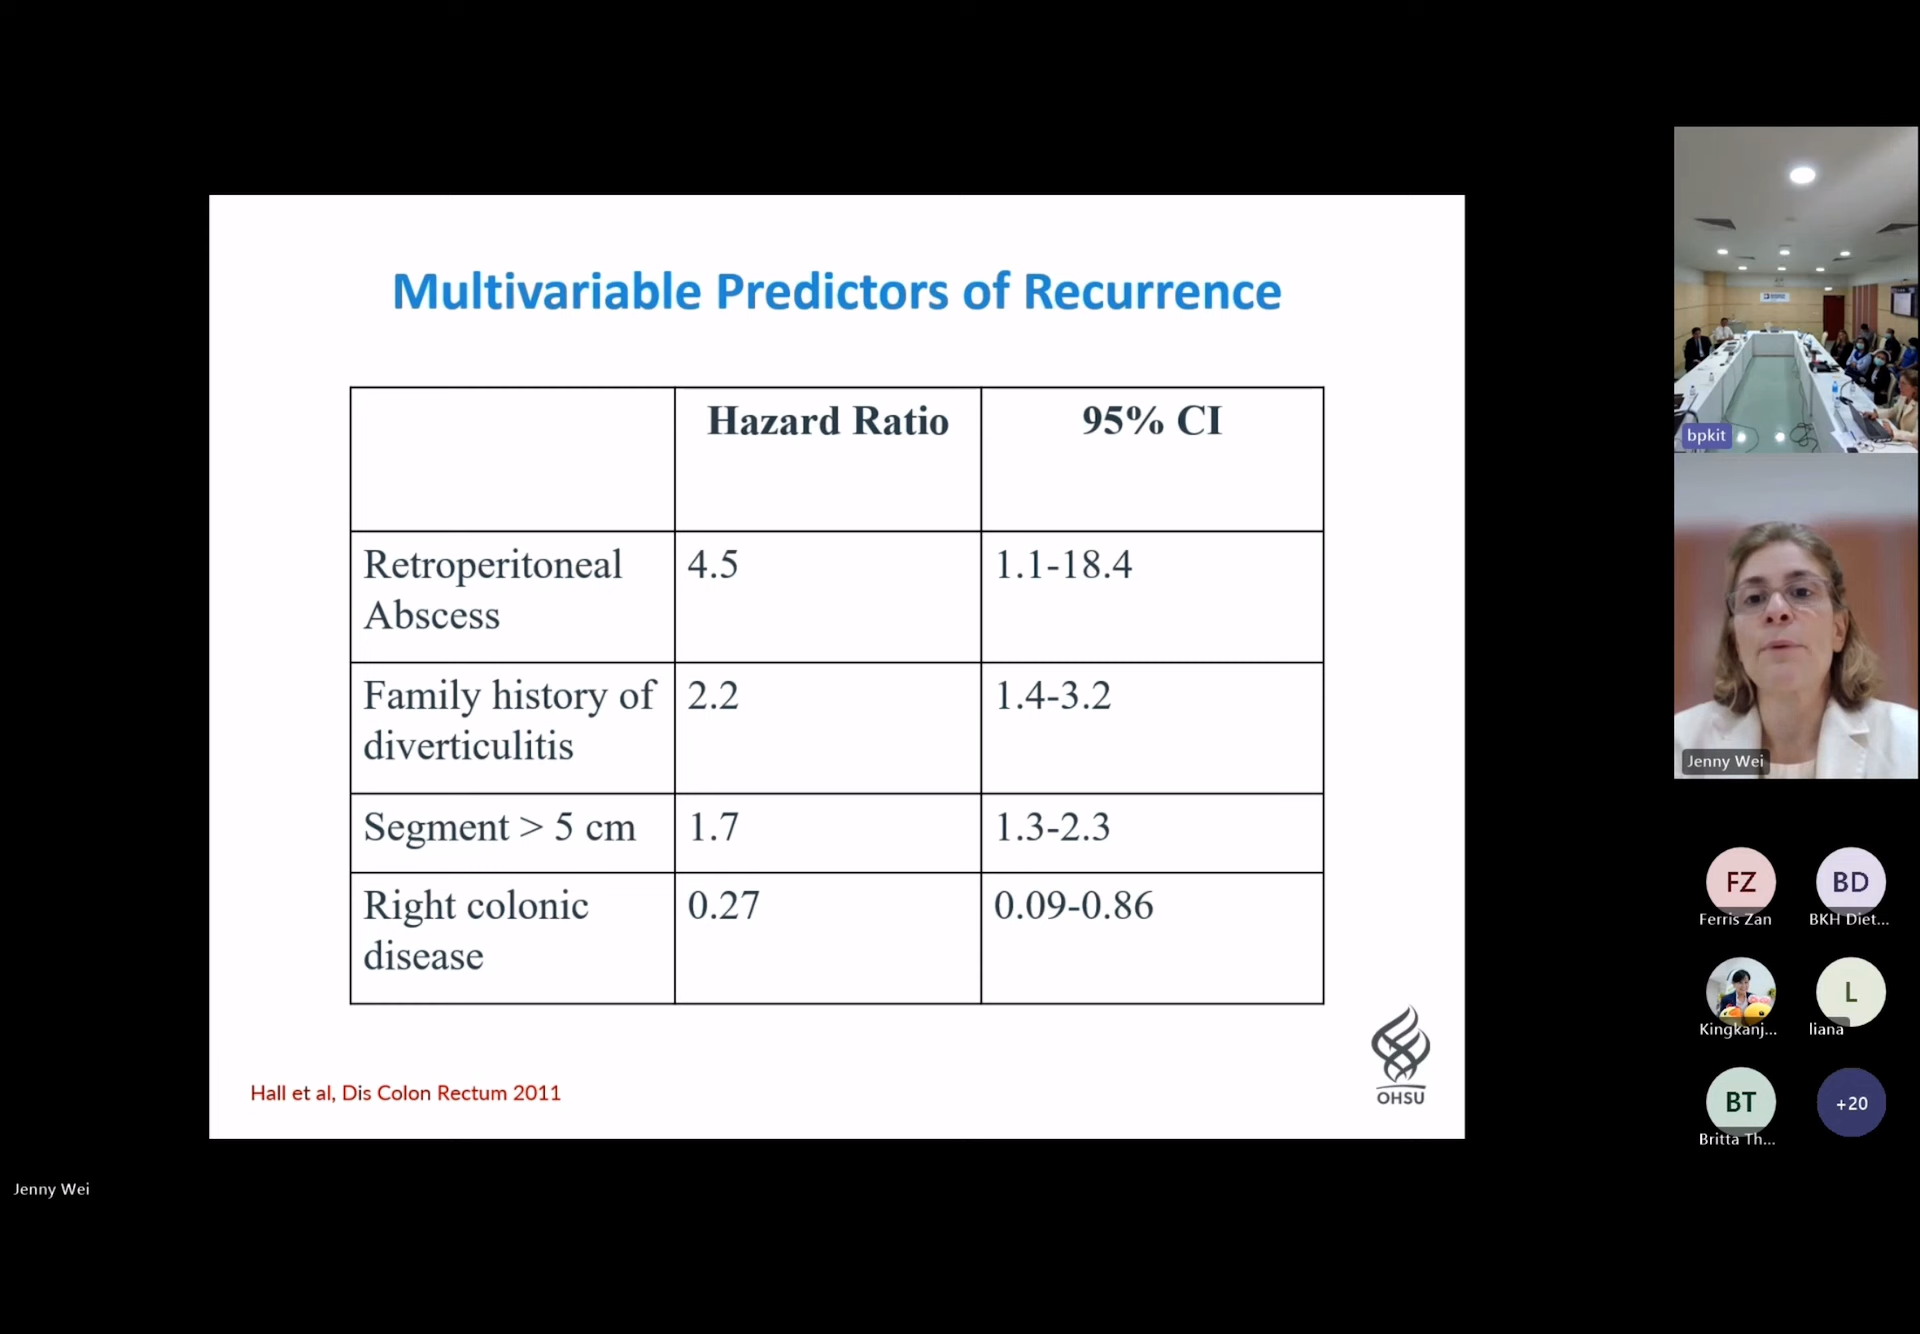 Multivariable Predictors of Recurrence
Hazard Ratio
95% CI
Retroperitoneal
Abscess
4.5
1.1-18.4
Family history of
diverticulitis
2.2
1.4-3.2
Segment > 5 cm
1.7
1.3-2.3
Right colonic
disease
0.27
0.09-0.86
Hall et al, Dis Colon Rectum 2011
OHSU
Jenny Wei
bpkit
Jenny Wei
FZ
Ferris Zan
BD
BKH Diet...
Kingkanj...
L
liana
BT
Britta Th...
+20